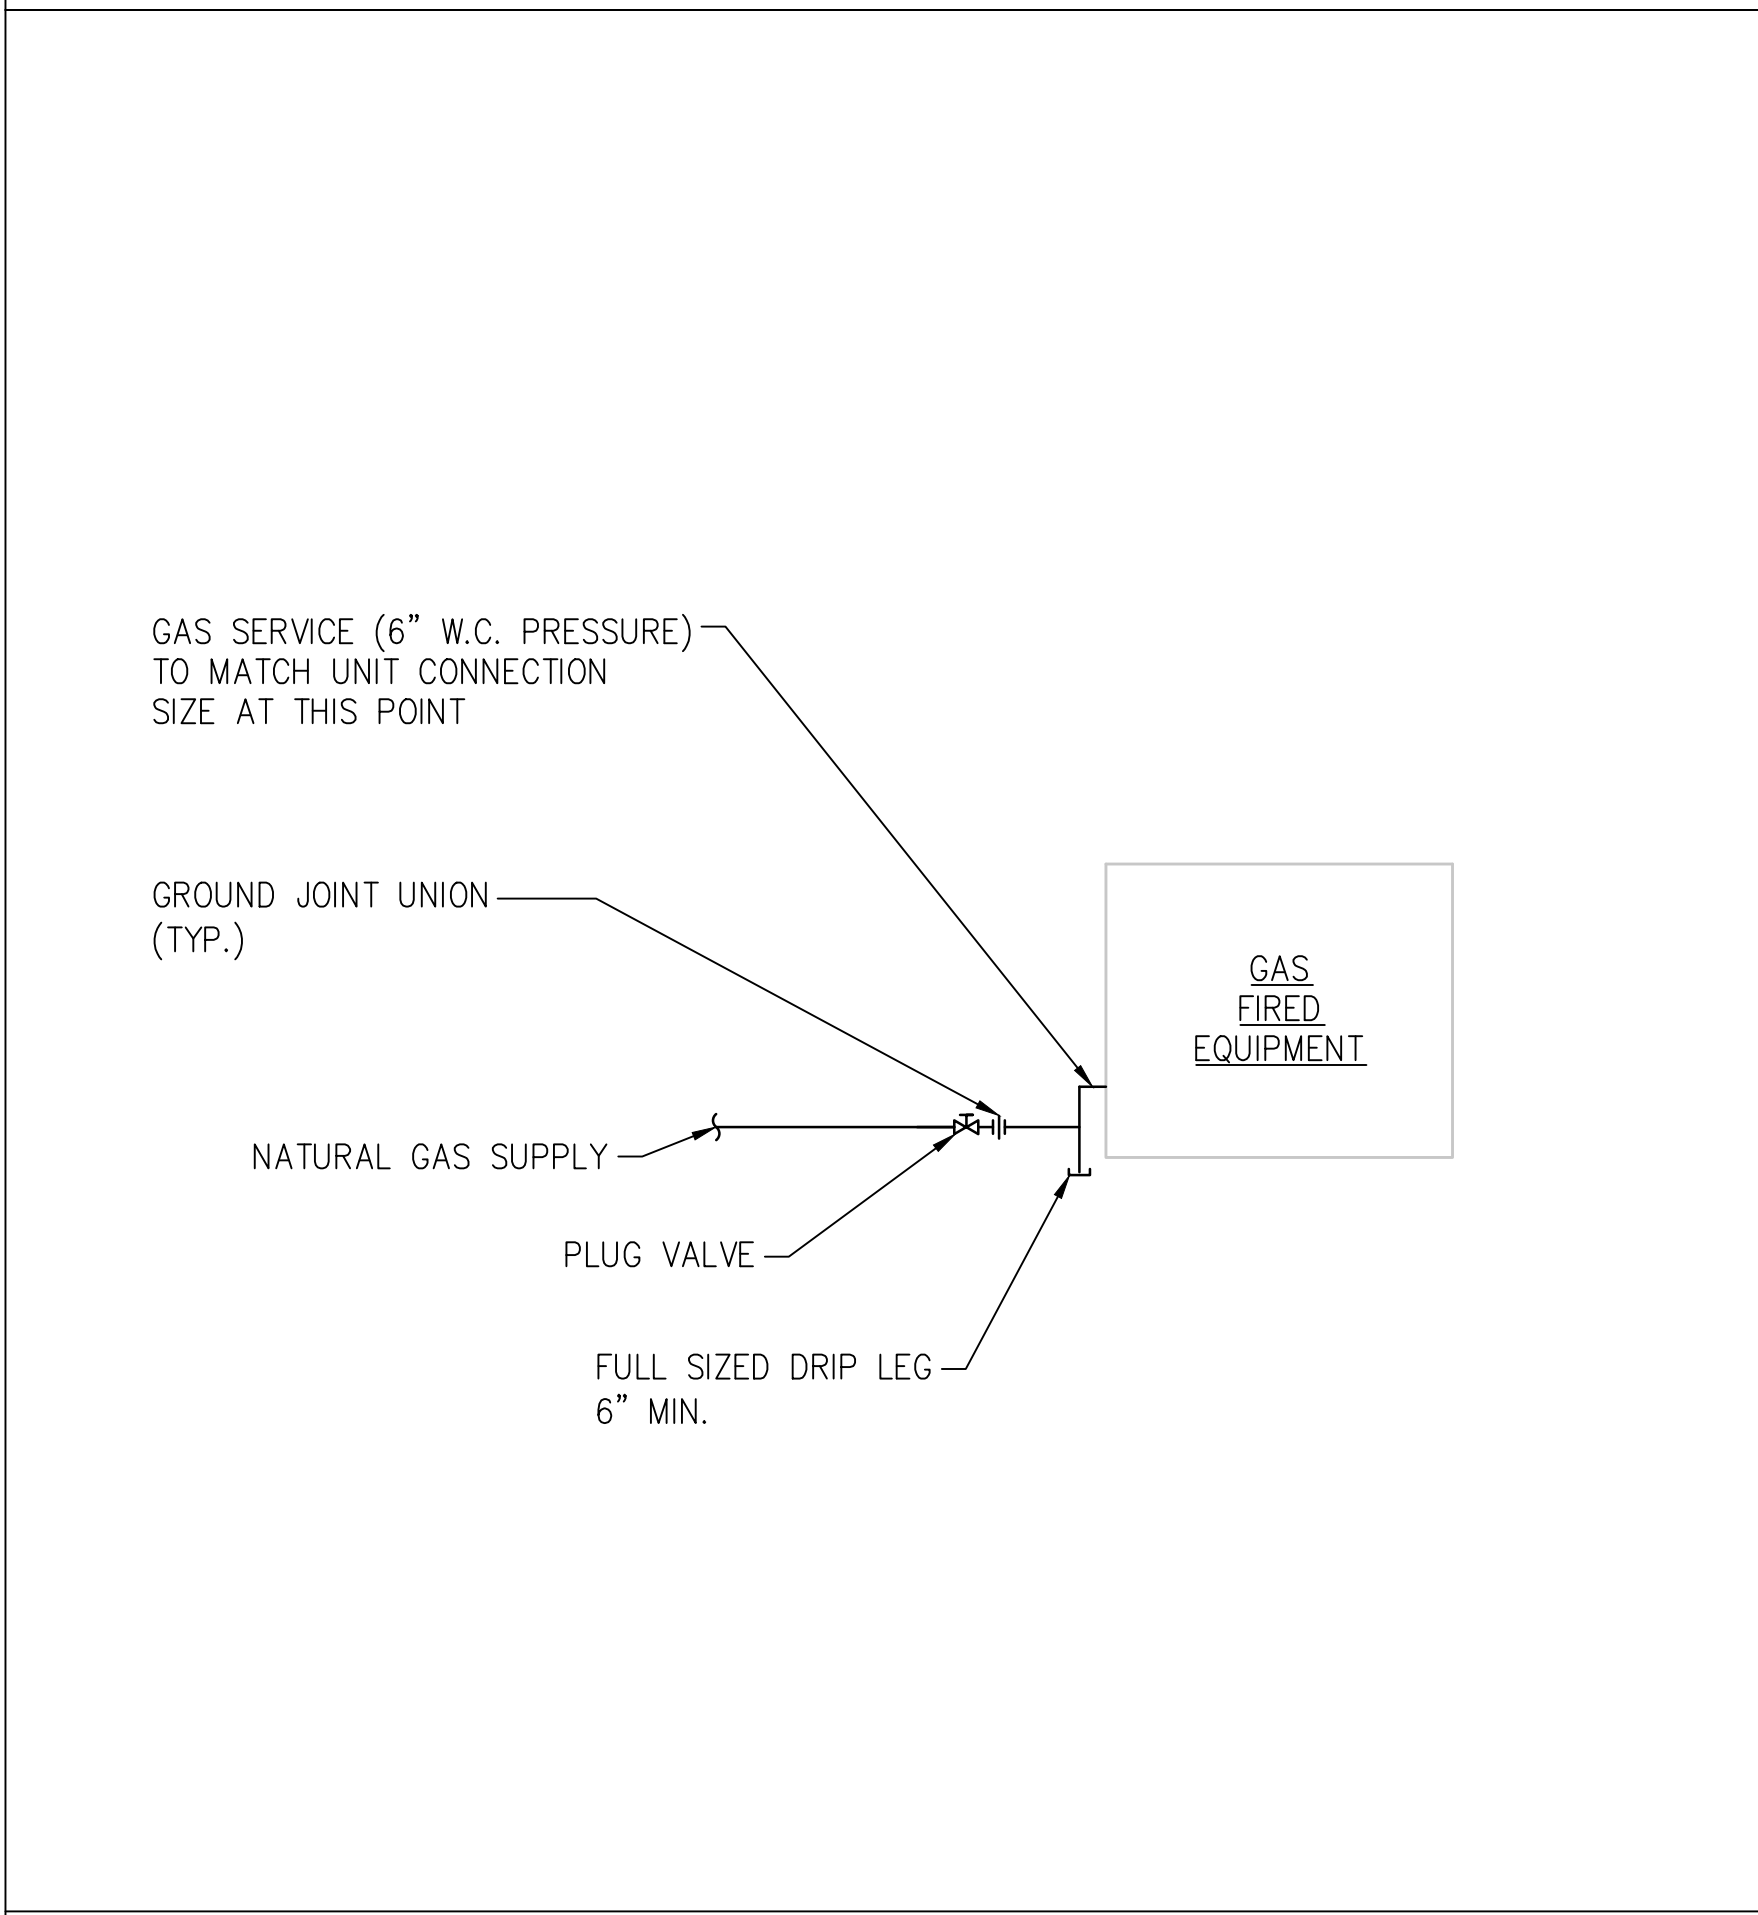 GAS SERVICE (6” W.C. PRESSURE)
TO MATCH UNIT CONNECTION
SIZE AT THIS POINT
GROUND JOINT UNION
(TYP.)
GAS
FIRED
EQUIPMENT
NATURAL GAS SUPPLY
PLUG VALVE
FULL SIZED DRIP LEG
6” MIN.